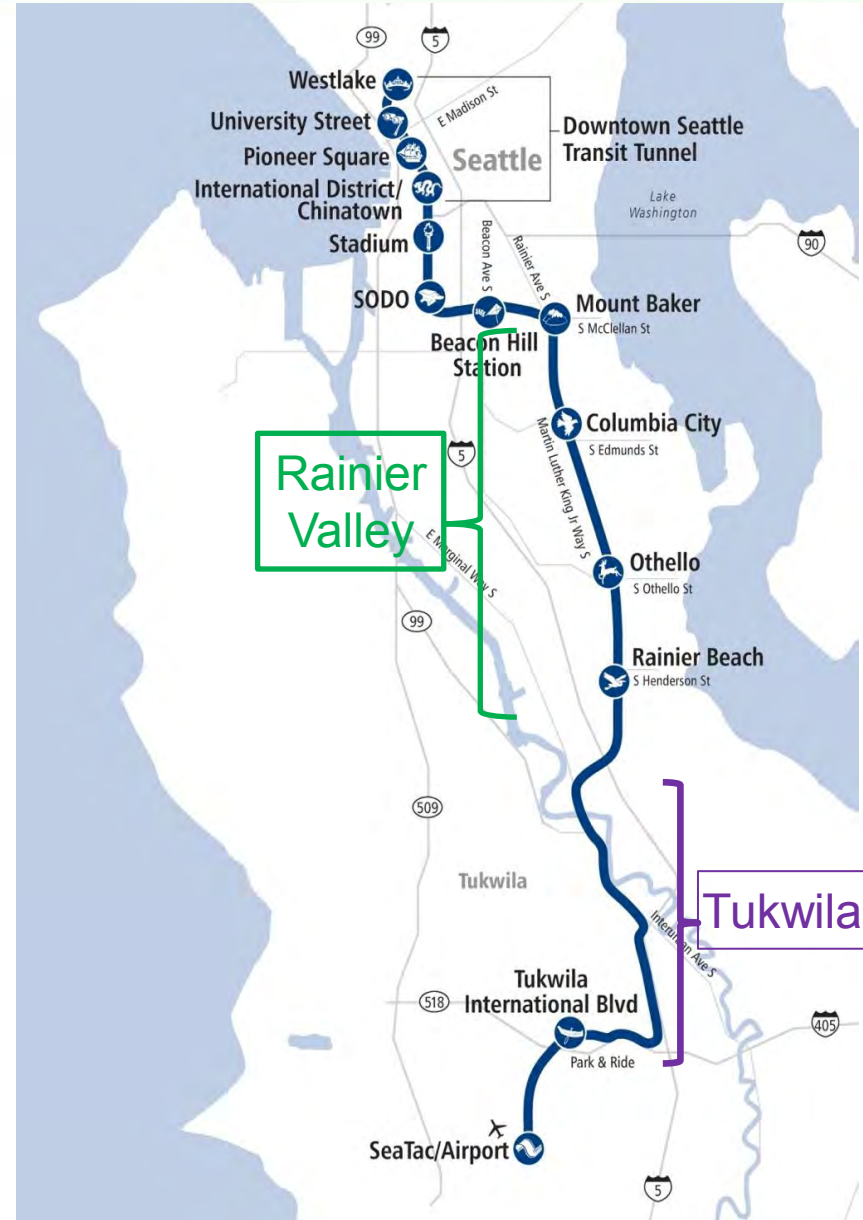 99
5
Westlake
E Madison St
University Street
Downtown Seattle
Transit Tunnel
Pioneer Square
Seattle
International District/
Chinatown
Lake
Washington
Stadium
Beacon Ave S
Rainier Ave S
90
SODO
Mount Baker
S McClellan St
Beacon Hill
Station
Columbia City
S Edmunds St
5
Martin Luther King Jr Way S
Rainier
Valley
E Marginal Way S
Othello
S Othello St
99
Rainier Beach
S Henderson St
509
Tukwila
Tukwila
Interurban Ave S
Tukwila
International Blvd
518
405
Park & Ride
SeaTac/Airport
5